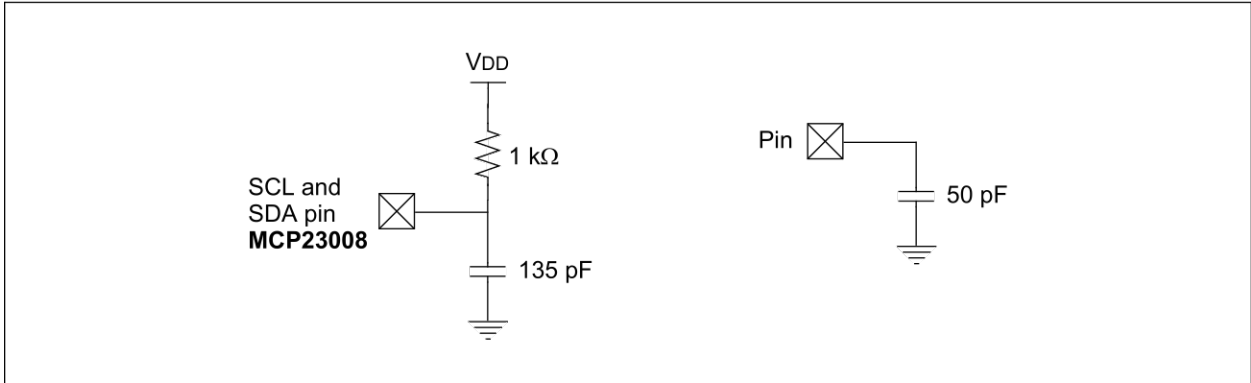 VDD
1 kΩ
SCL and
SDA pin
MCP23008
135 pF
Pin
50 pF